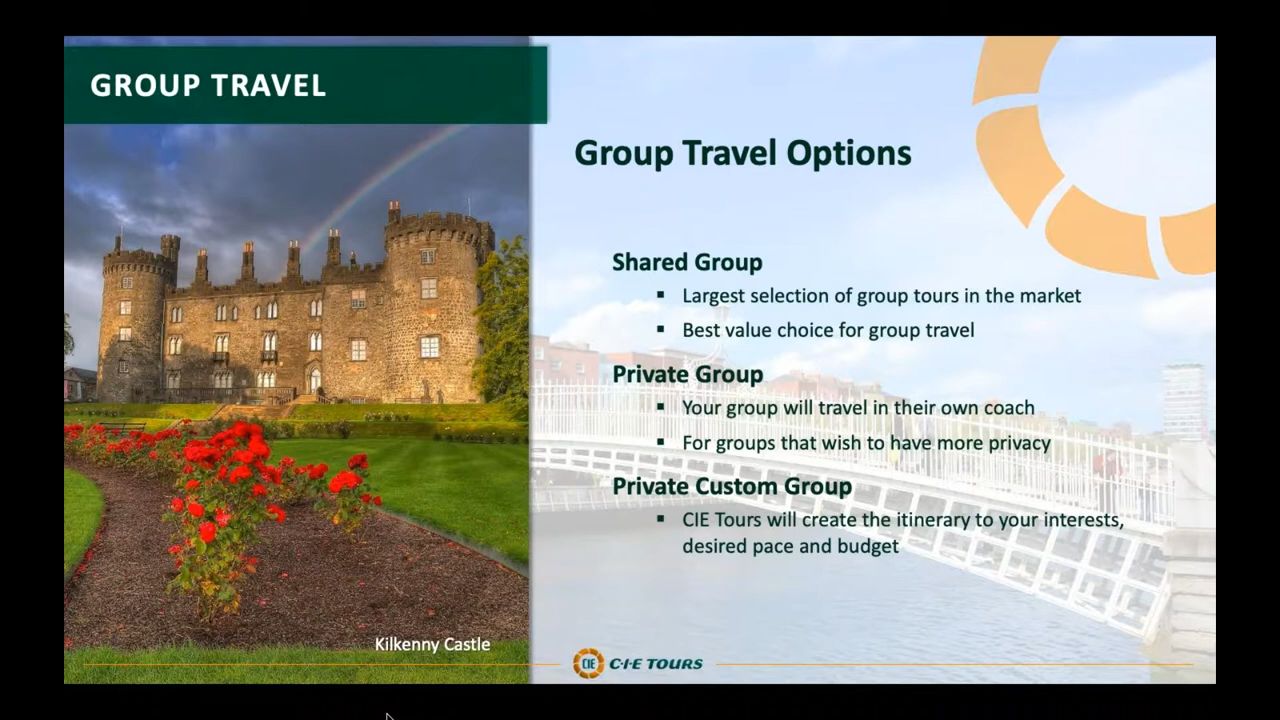 GROUP TRAVEL
Group Travel Options
Shared Group
▪ Largest selection of group tours in the market
▪ Best value choice for group travel
Private Group
▪ Your group will travel in their own coach
▪ For groups that wish to have more privacy
Private Custom Group
▪ CIE Tours will create the itinerary to your interests,
desired pace and budget
Kilkenny Castle
CIE C·I·E TOURS